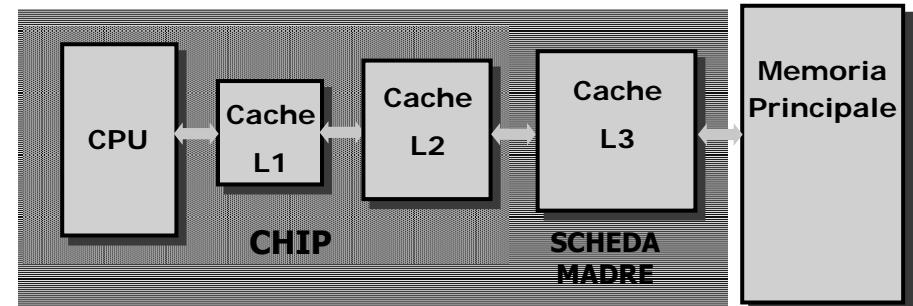 CPU
Cache
L1
Cache
L2
Cache
L3
Memoria
Principale
CHIP
SCHEDA
MADRE